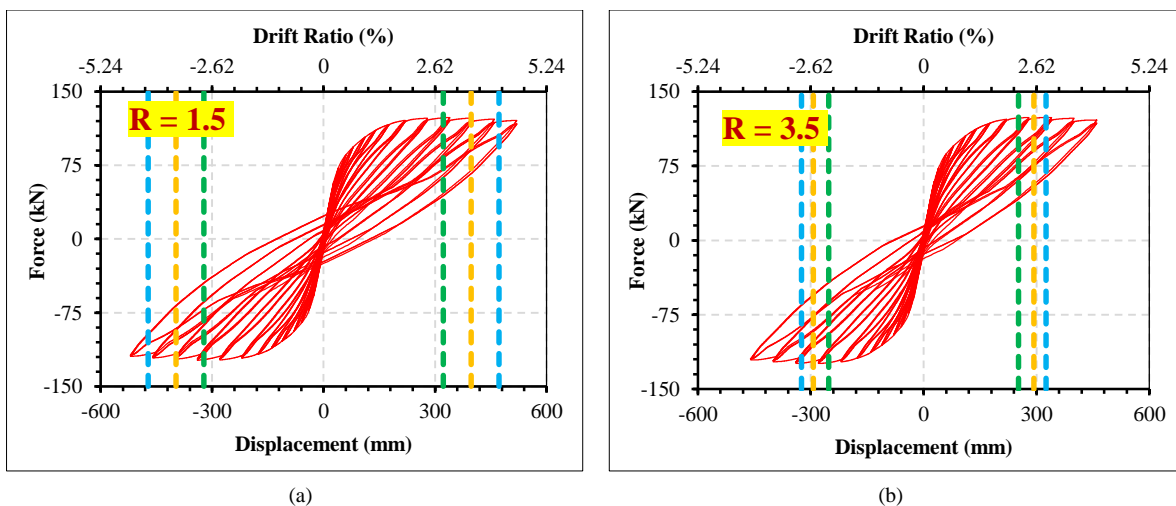 Drift Ratio (%)
-5.24 -2.62 0 2.62 5.24
150
75
0
-75
-150
R = 1.5
Force (kN)
-600 -300 0 300 600
Displacement (mm)
(a)
Drift Ratio (%)
-5.24 -2.62 0 2.62 5.24
150
75
0
-75
-150
R = 3.5
Force (kN)
-600 -300 0 300 600
Displacement (mm)
(b)